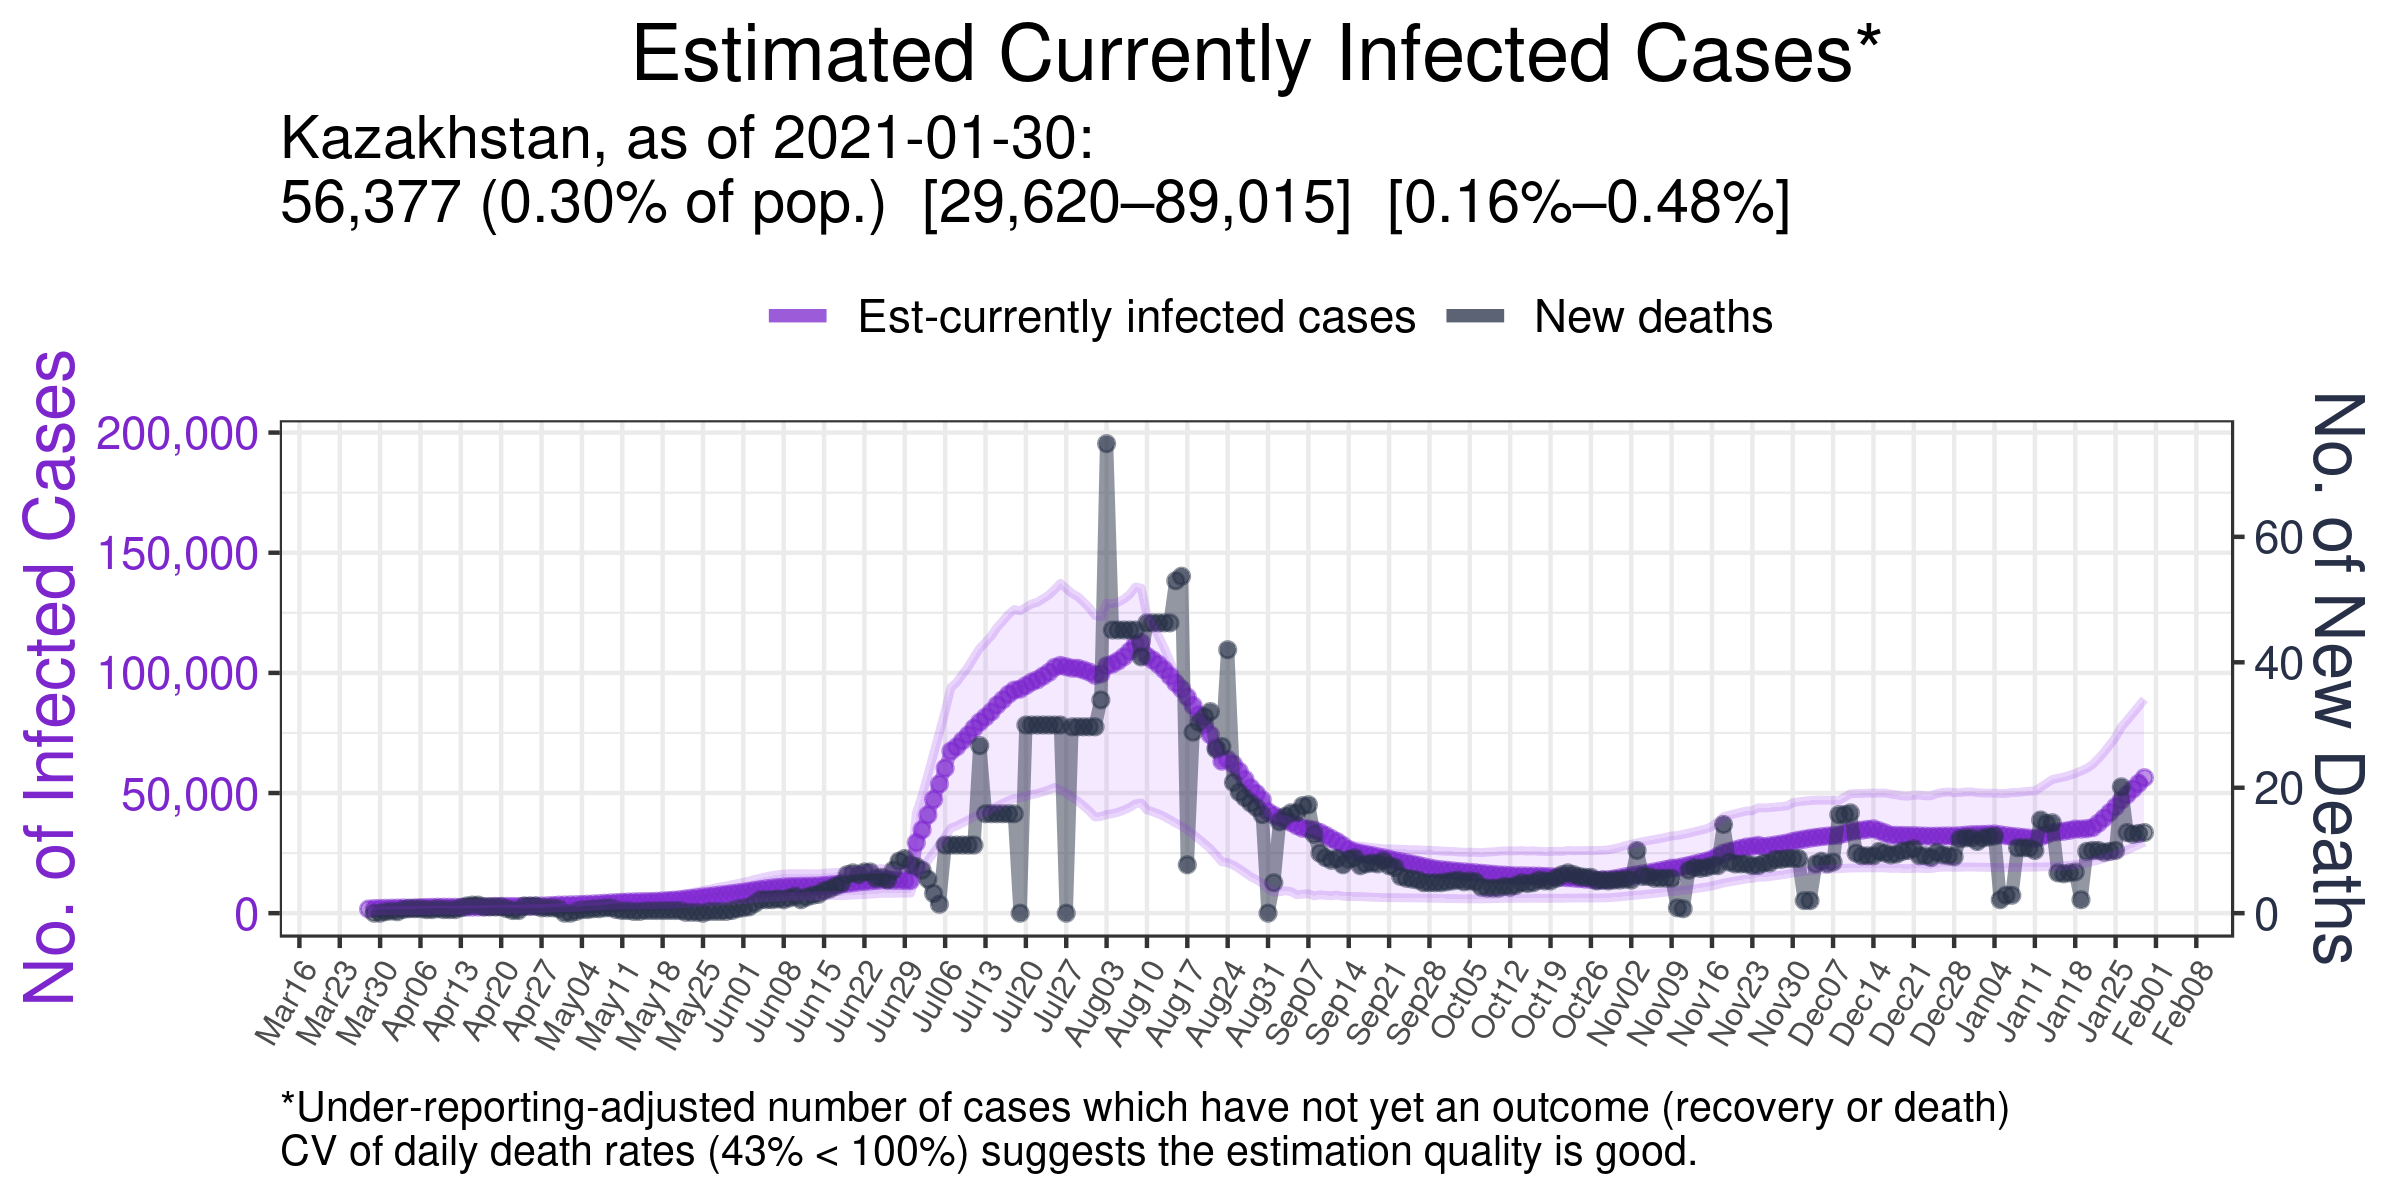 Estimated Currently Infected Cases*
Kazakhstan, as of 2021-01-30:
56,377 (0.30% of pop.)  [29,620–89,015]  [0.16%–0.48%]
Est-currently infected cases
New deaths
No. of Infected Cases
200,000
150,000
100,000
50,000
0
60
40
20
0
No. of New Deaths
Mar16
Mar23
Mar30
Apr06
Apr13
Apr20
Apr27
May04
May11
May18
May25
Jun01
Jun08
Jun15
Jun22
Jun29
Jul06
Jul13
Jul20
Jul27
Aug03
Aug10
Aug17
Aug24
Aug31
Sep07
Sep14
Sep21
Sep28
Oct05
Oct12
Oct19
Oct26
Nov02
Nov09
Nov16
Nov23
Nov30
Dec07
Dec14
Dec21
Dec28
Jan04
Jan11
Jan18
Jan25
Feb01
Feb08
*Under-reporting-adjusted number of cases which have not yet an outcome (recovery or death)
CV of daily death rates (43% < 100%) suggests the estimation quality is good.